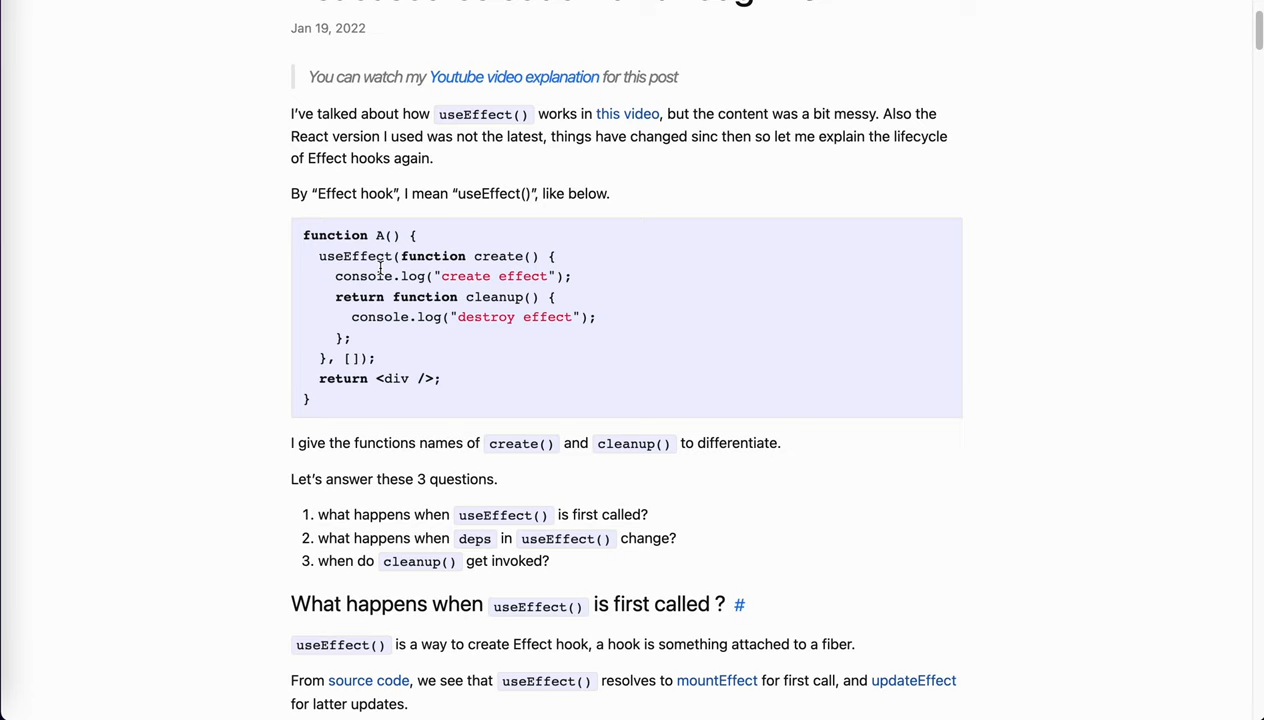 Jan 19, 2022
You can watch my Youtube video explanation for this post
I’ve talked about how useEffect() works in this video, but the content was a bit messy. Also the
React version I used was not the latest, things have changed sinc then so let me explain the lifecycle
of Effect hooks again.
By “Effect hook”, I mean “useEffect()”, like below.
function A() {
  useEffect(function create() {
    console.log("create effect");
    return function cleanup() {
      console.log("destroy effect");
    };
  }, []);
  return <div />;
}
I give the functions names of create() and cleanup() to differentiate.
Let’s answer these 3 questions.
1. what happens when useEffect() is first called?
2. what happens when deps in useEffect() change?
3. when do cleanup() get invoked?
What happens when useEffect() is first called ? #
useEffect() is a way to create Effect hook, a hook is something attached to a fiber.
From source code, we see that useEffect() resolves to mountEffect for first call, and updateEffect
for latter updates.